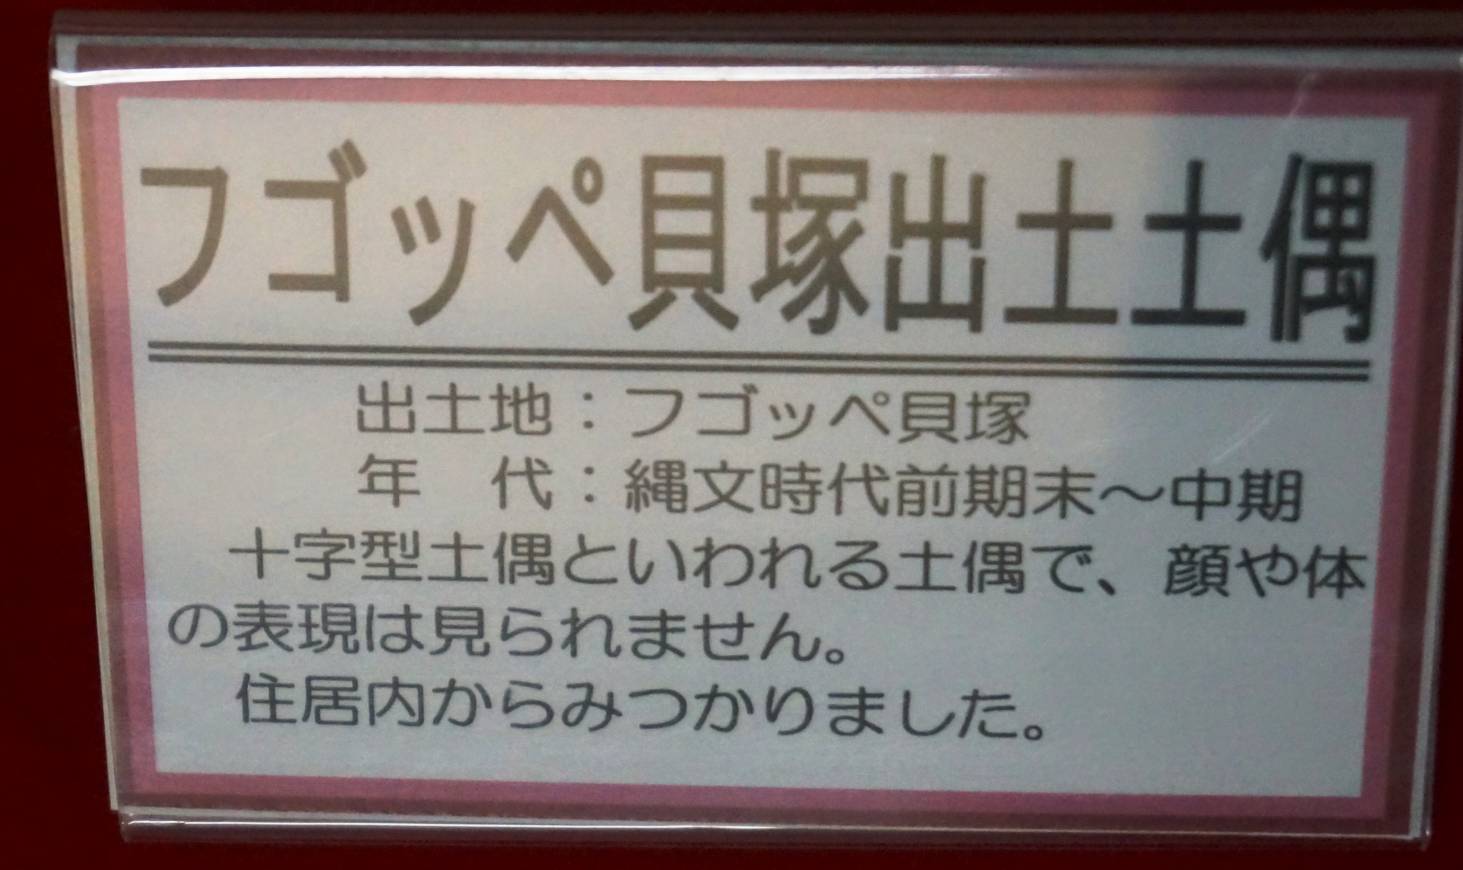 フゴッペ貝塚出土土偶
出土地：フゴッペ貝塚
年　代：縄文時代前期末～中期
十字型土偶といわれる土偶で、顔や体
の表現は見られません。
住居内からみつかりました。